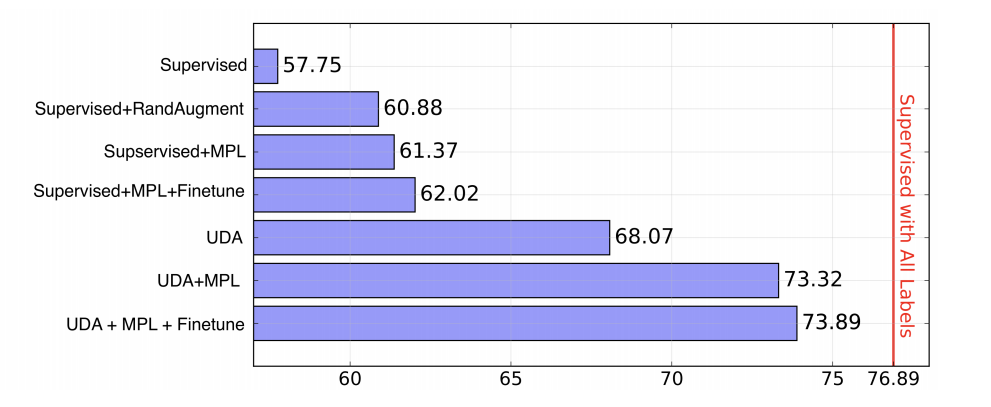 Supervised 57.75
Supervised+RandAugment 60.88
Supservised+MPL 61.37
Supervised+MPL+Finetune 62.02
UDA 68.07
UDA+MPL 73.32
UDA + MPL + Finetune 73.89
Supervised with All Labels
60 65 70 75 76.89